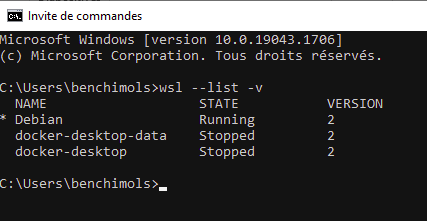 Invite de commandes
Microsoft Windows [version 10.0.19043.1706]
(c) Microsoft Corporation. Tous droits réservés.
C:\Users\benchimols>wsl --list -v
NAME STATE VERSION
* Debian Running 2
docker-desktop-data Stopped 2
docker-desktop Stopped 2
C:\Users\benchimols>